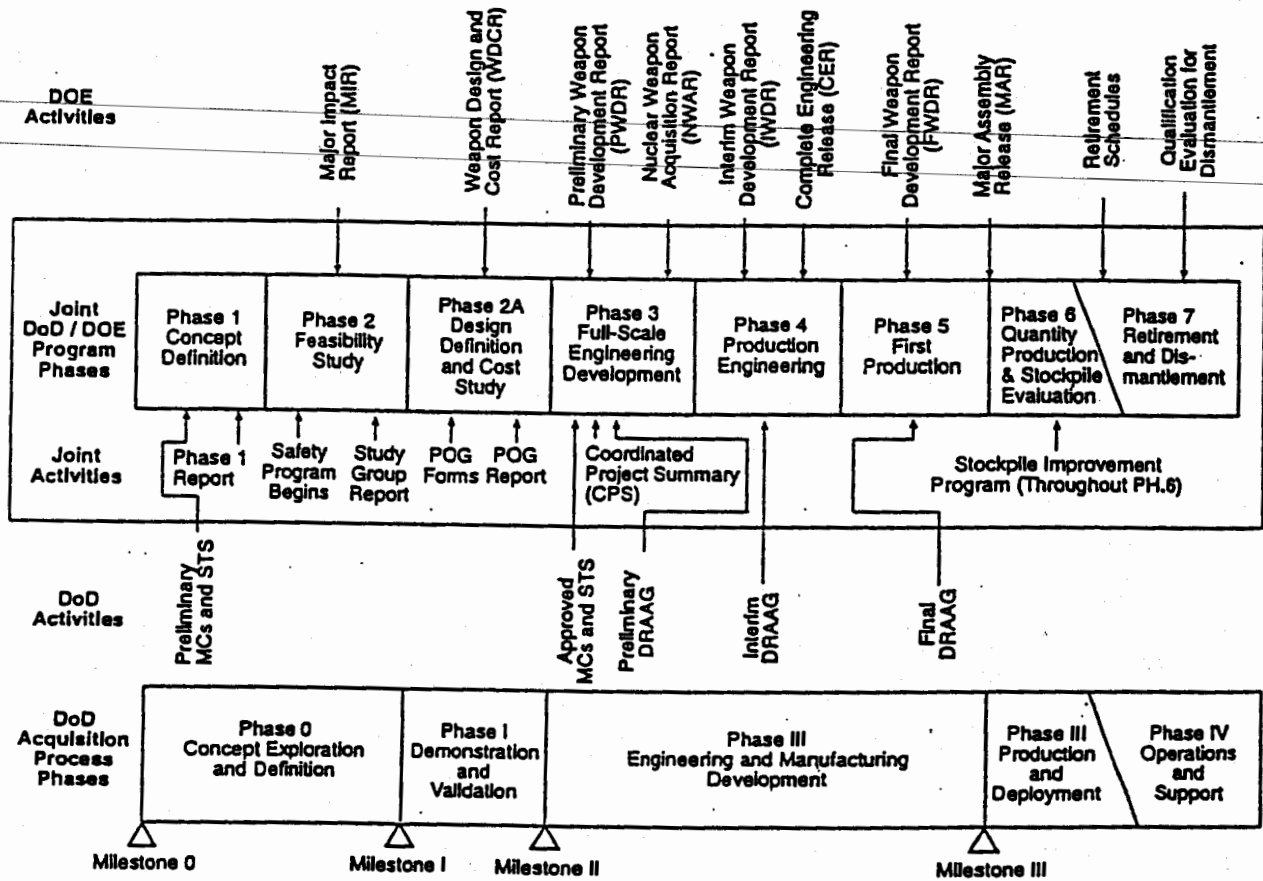 DOE
Activities
Major Impact
Report (MIR)
Weapon Design and
Cost Report (WDCR)
Preliminary Weapon
Development Report
(PWDR)
Nuclear Weapon
Acquisition Report
(NWAR)
Interim Weapon
Development Report
(IWDR)
Complete Engineering
Release (CER)
Final Weapon
Development Report
(FWDR)
Major Assembly
Release (MAR)
Retirement
Schedules
Qualification
Evaluation for
Dismantlement
Joint
DoD / DOE
Program
Phases
Phase 1
Concept
Definition
Phase 2
Feasibility
Study
Phase 2A
Design
Definition
and Cost
Study
Phase 3
Full-Scale
Engineering
Development
Phase 4
Production
Engineering
Phase 5
First
Production
Phase 6
Quantity
Production
& Stockpile
Evaluation
Phase 7
Retirement
and Dis-
mantlement
Joint
Activities
Phase 1
Report
Safety
Program
Begins
Study
Group
Report
POG
Forms
POG
Report
Coordinated
Project Summary
(CPS)
Stockpile Improvement
Program (Throughout PH.6)
DoD
Activities
Preliminary
MCs and STS
Approved
MCs and STS
Preliminary
DRAAG
Interim
DRAAG
Final
DRAAG
DoD
Acquisition
Process
Phases
Phase 0
Concept Exploration
and Definition
Phase I
Demonstration
and
Validation
Phase III
Engineering and Manufacturing
Development
Phase III
Production
and
Deployment
Phase IV
Operations
and
Support
Milestone 0
Milestone I
Milestone II
Milestone III